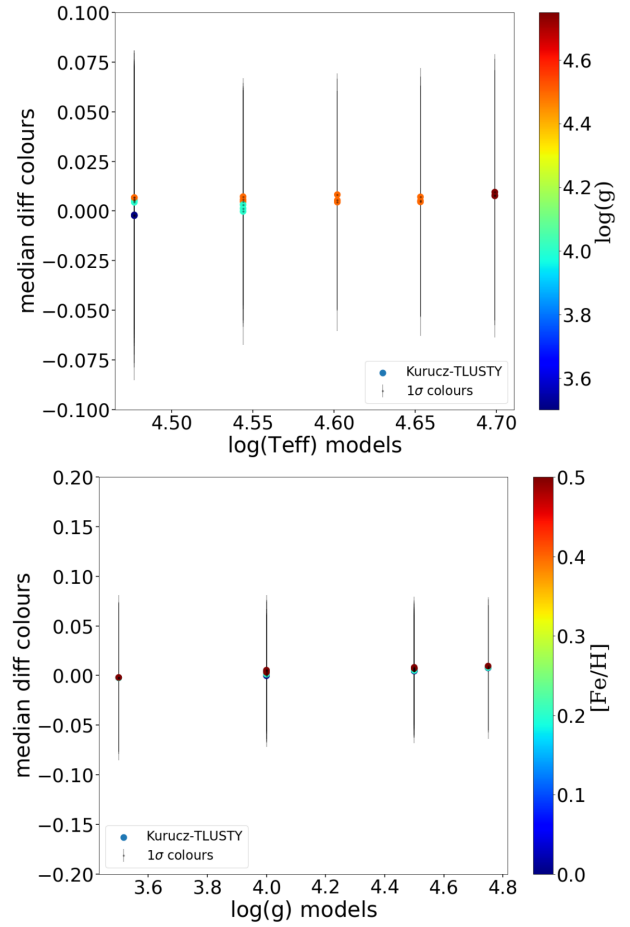 0.100
0.075
0.050
0.025
0.000
−0.025
−0.050
−0.075
−0.100
median diff colours
4.50 4.55 4.60 4.65 4.70
log(Teff) models
Kurucz-TLUSTY
1σ colours
4.6
4.4
4.2
4.0
3.8
3.6
log(g)
0.20
0.15
0.10
0.05
0.00
−0.05
−0.10
−0.15
−0.20
median diff colours
3.6 4.0 4.2 4.4 4.6 4.8
log(g) models
Kurucz-TLUSTY
1σ colours
0.5
0.4
0.3
0.2
0.1
0.0
[Fe/H]